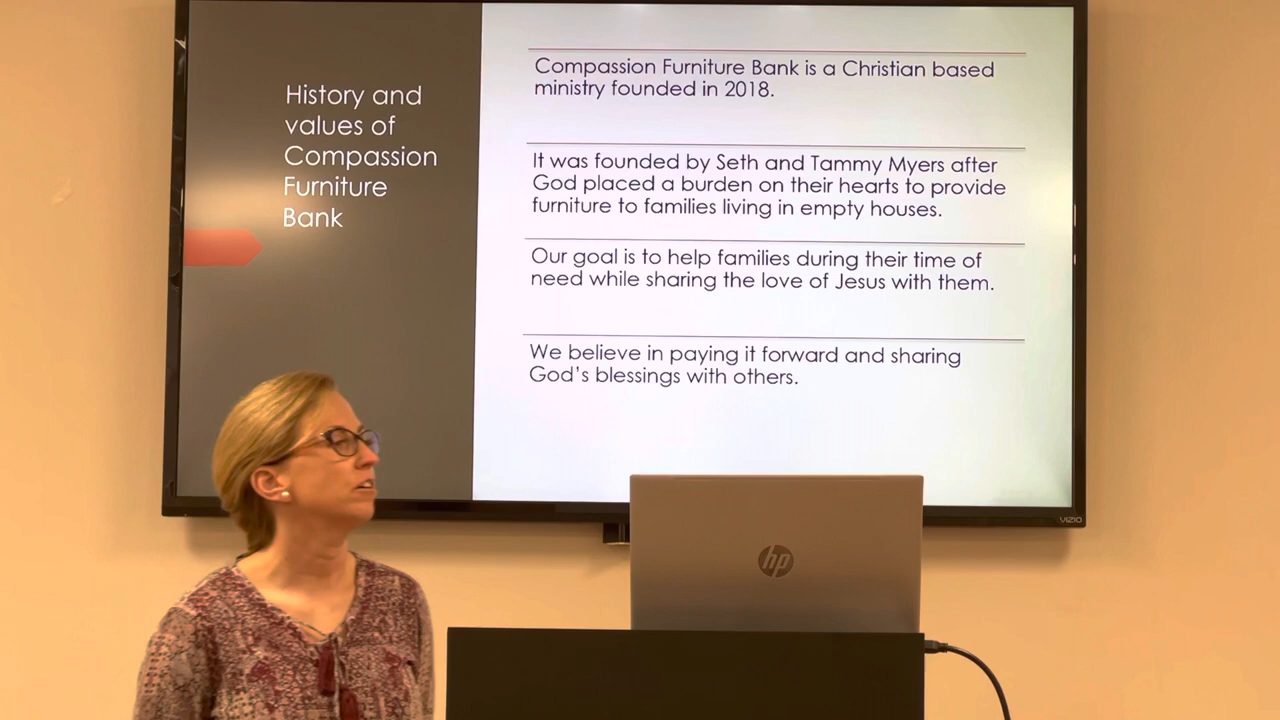 History and
values of
Compassion
Furniture
Bank
Compassion Furniture Bank is a Christian based
ministry founded in 2018.
It was founded by Seth and Tammy Myers after
God placed a burden on their hearts to provide
furniture to families living in empty houses.
Our goal is to help families during their time of
need while sharing the love of Jesus with them.
We believe in paying it forward and sharing
God's blessings with others.
VIZIO
hp